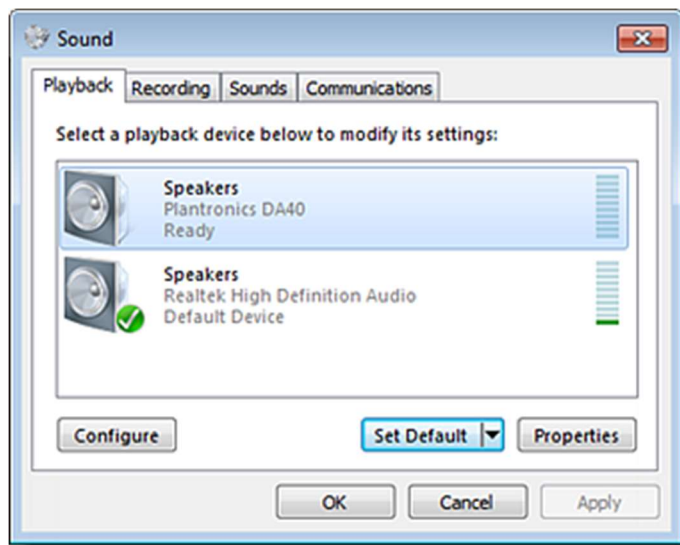 Sound
Playback Recording Sounds Communications
Select a playback device below to modify its settings:
Speakers
Plantronics DA40
Ready
Speakers
Realtek High Definition Audio
Default Device
Configure Set Default Properties
OK Cancel Apply